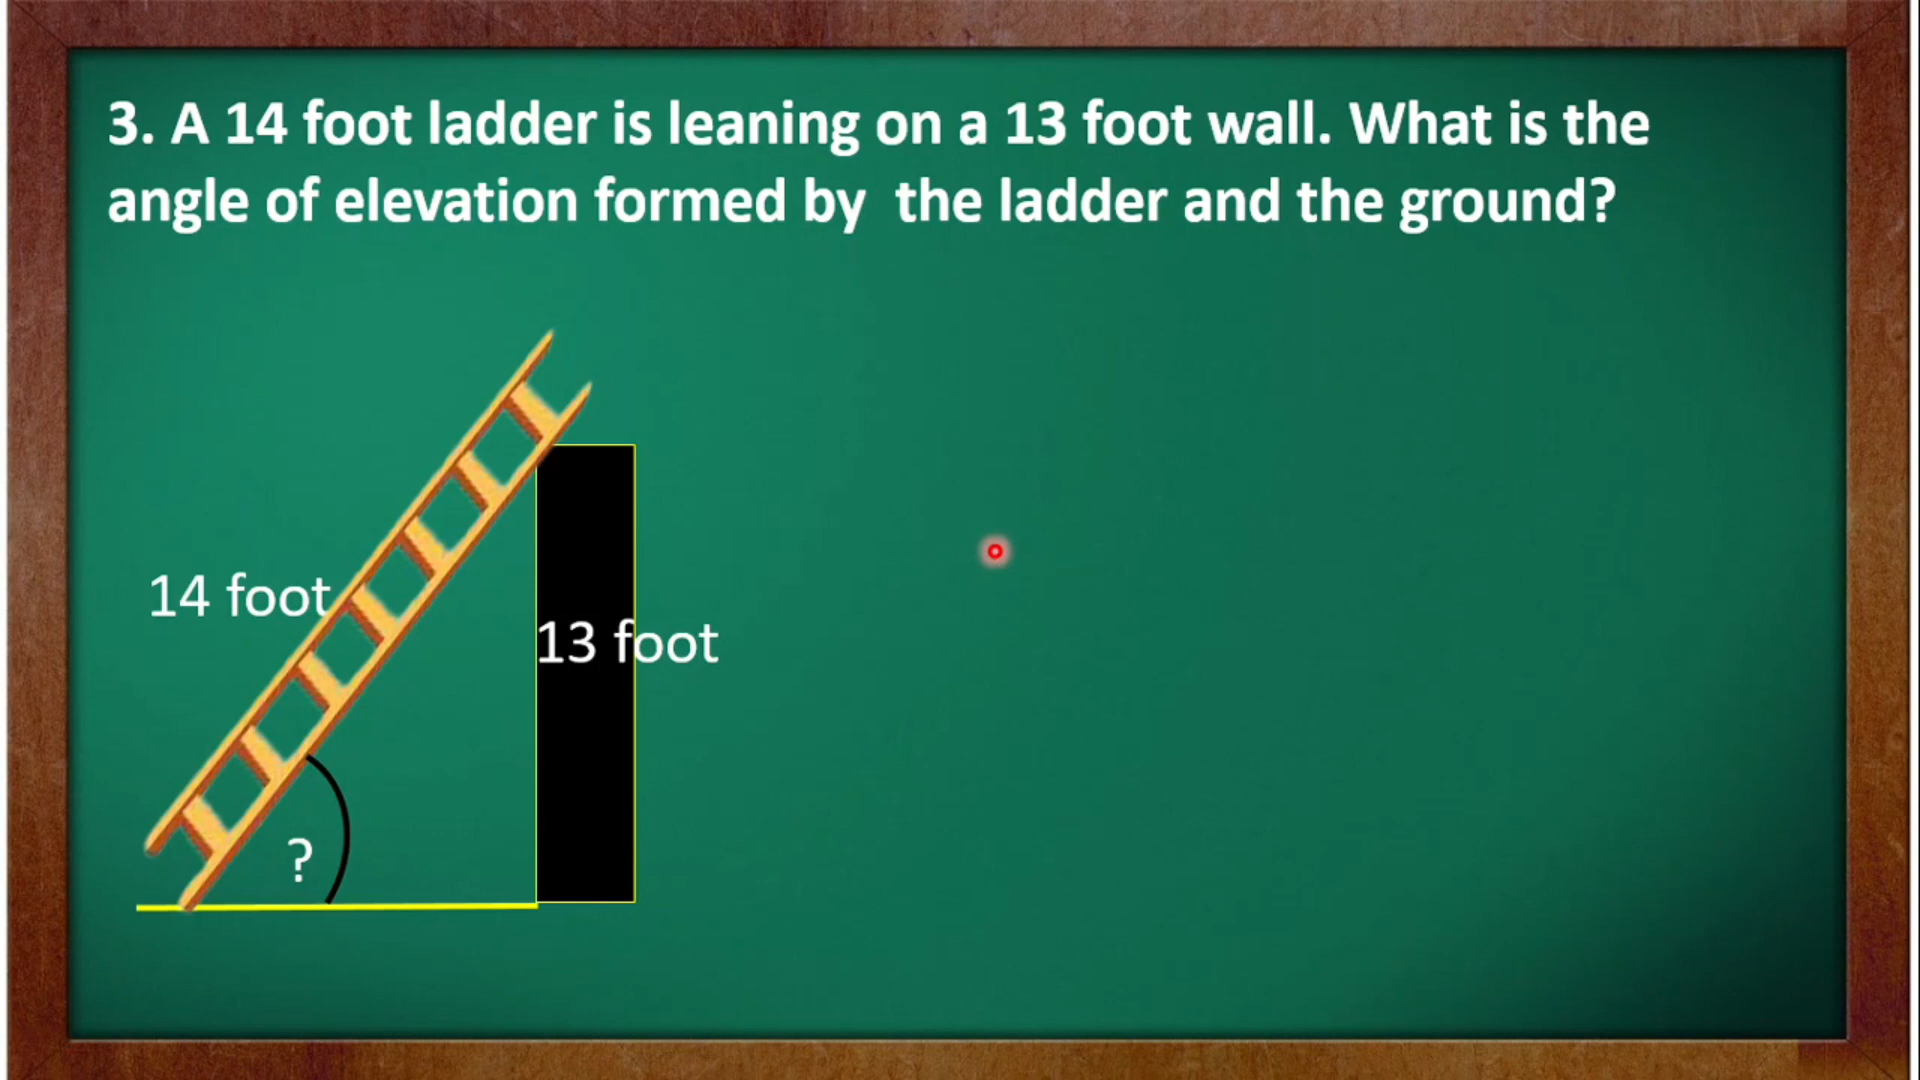 3. A 14 foot ladder is leaning on a 13 foot wall. What is the
angle of elevation formed by  the ladder and the ground?
14 foot
13 foot
?